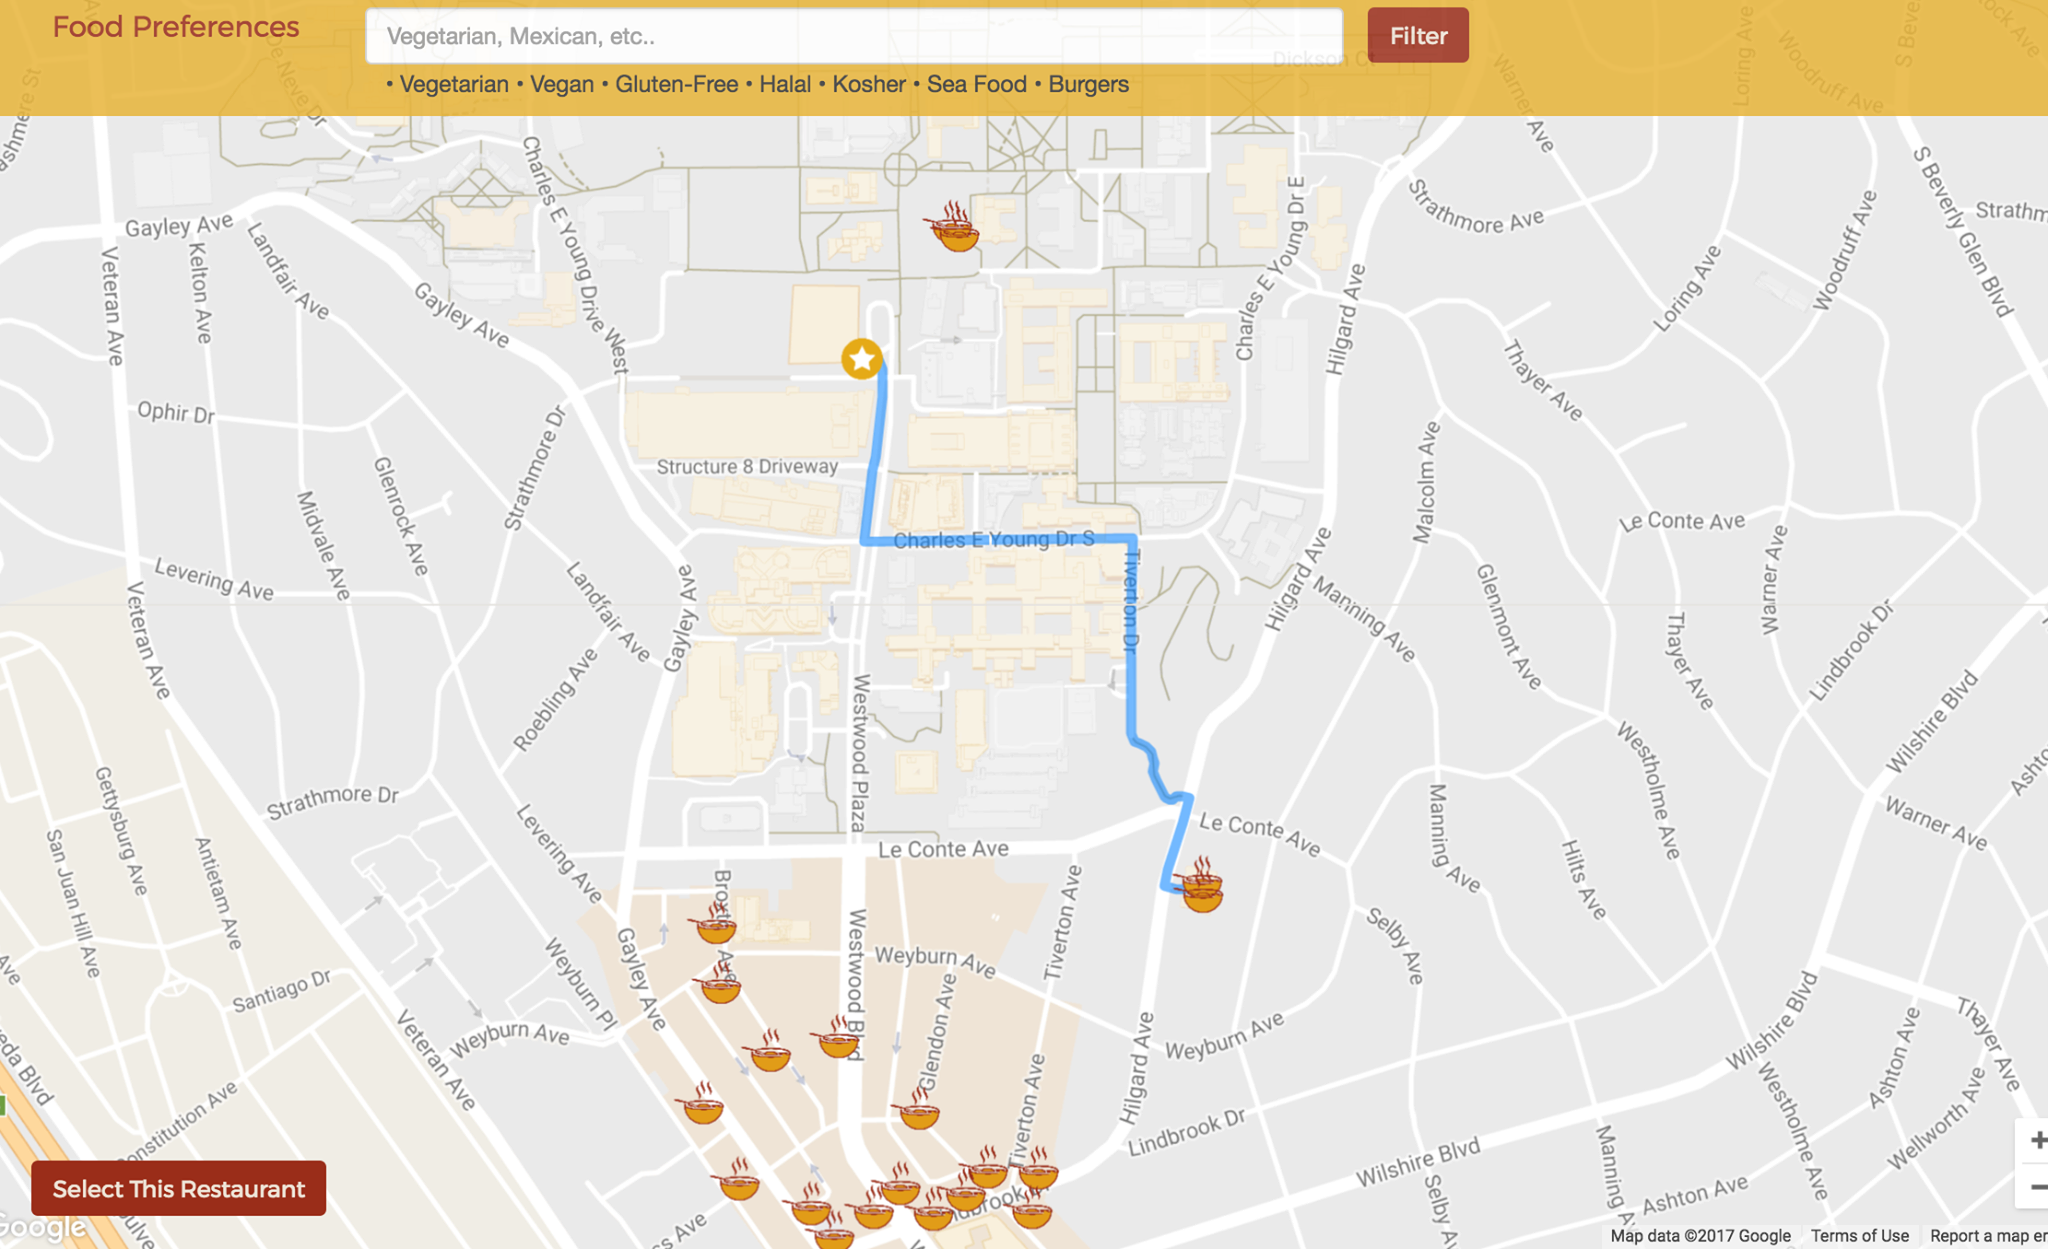 Food Preferences
Vegetarian, Mexican, etc..
Filter
• Vegetarian • Vegan • Gluten-Free • Halal • Kosher • Sea Food • Burgers
Dickson Ct
De Neve Dr
Loring Ave
Woodruff Ave
Warner Ave
Charles E Young Drive West
Charles E Young Dr E
Strathmore Ave
S Beverly Glen Blvd
Gayley Ave
Kelton Ave
Landfair Ave
Veteran Ave
Gayley Ave
Hilgard Ave
Loring Ave
Woodruff Ave
Thayer Ave
Ophir Dr
Glenrock Ave
Strathmore Dr
Structure 8 Driveway
Malcolm Ave
Midvale Ave
Levering Ave
Landfair Ave
Gayley Ave
Charles E Young Dr S
Tiverton Dr
Hilgard Ave
Manning Ave
Le Conte Ave
Glenmont Ave
Warner Ave
Thayer Ave
Lindbrook Dr
Veteran Ave
Roebling Ave
Westwood Plaza
Westholme Ave
Wilshire Blvd
Gettysburg Ave
San Juan Hill Ave
Antietam Ave
Strathmore Dr
Levering Ave
Le Conte Ave
Le Conte Ave
Manning Ave
Hilts Ave
Warner Ave
Selby Ave
Gayley Ave
Westwood Blvd
Weyburn Ave
Tiverton Ave
Glendon Ave
Weyburn Pl
Santiago Dr
Weyburn Ave
Veteran Ave
Hilgard Ave
Weyburn Ave
Tiverton Ave
Lindbrook Dr
Wilshire Blvd
Wilshire Blvd
Thayer Ave
Ashton Ave
Westholme Ave
Wellworth Ave
Constitution Ave
Selby Av
Manning Av
Ashton Ave
Select This Restaurant
Google
Map data ©2017 Google
Terms of Use
Report a map er
+
−